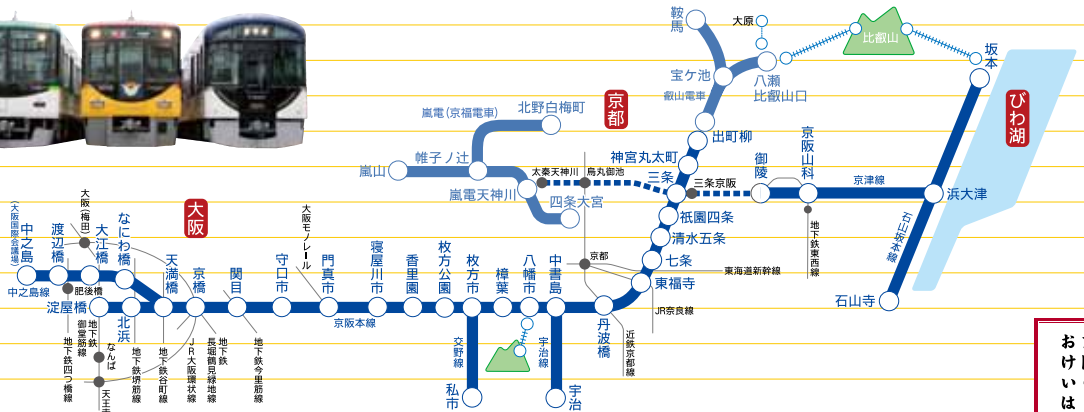 鞍馬
大原
比叡山
坂本
宝ケ池
八瀬
比叡山口
叡山電車
びわ湖
京都
嵐電(京福電車)
北野白梅町
出町柳
神宮丸太町
御陵
京阪山科
嵐山
帷子ノ辻
太秦天神川
烏丸御池
三条
三条京阪
京津線
浜大津
嵐電天神川
四条大宮
祇園四条
清水五条
七条
東福寺
京都
東海道新幹線
JR奈良線
地下鉄東西線
石山坂本線
石山寺
大阪
大阪(梅田)
(大阪国際会議場)
中之島
渡辺橋
大江橋
なにわ橋
中之島線
肥後橋
淀屋橋
北浜
天満橋
京橋
関目
守口市
大阪モノレール
門真市
寝屋川市
香里園
枚方公園
枚方市
樟葉
八幡市
中書島
丹波橋
京阪本線
近鉄京都線
交野線
私市
宇治線
宇治
地下鉄四つ橋線
地下鉄
御堂筋線
なんば
地下鉄堺筋線
地下鉄谷町線
JR大阪環状線
地下鉄
長堀鶴見緑地線
地下鉄今里筋線
おけいは